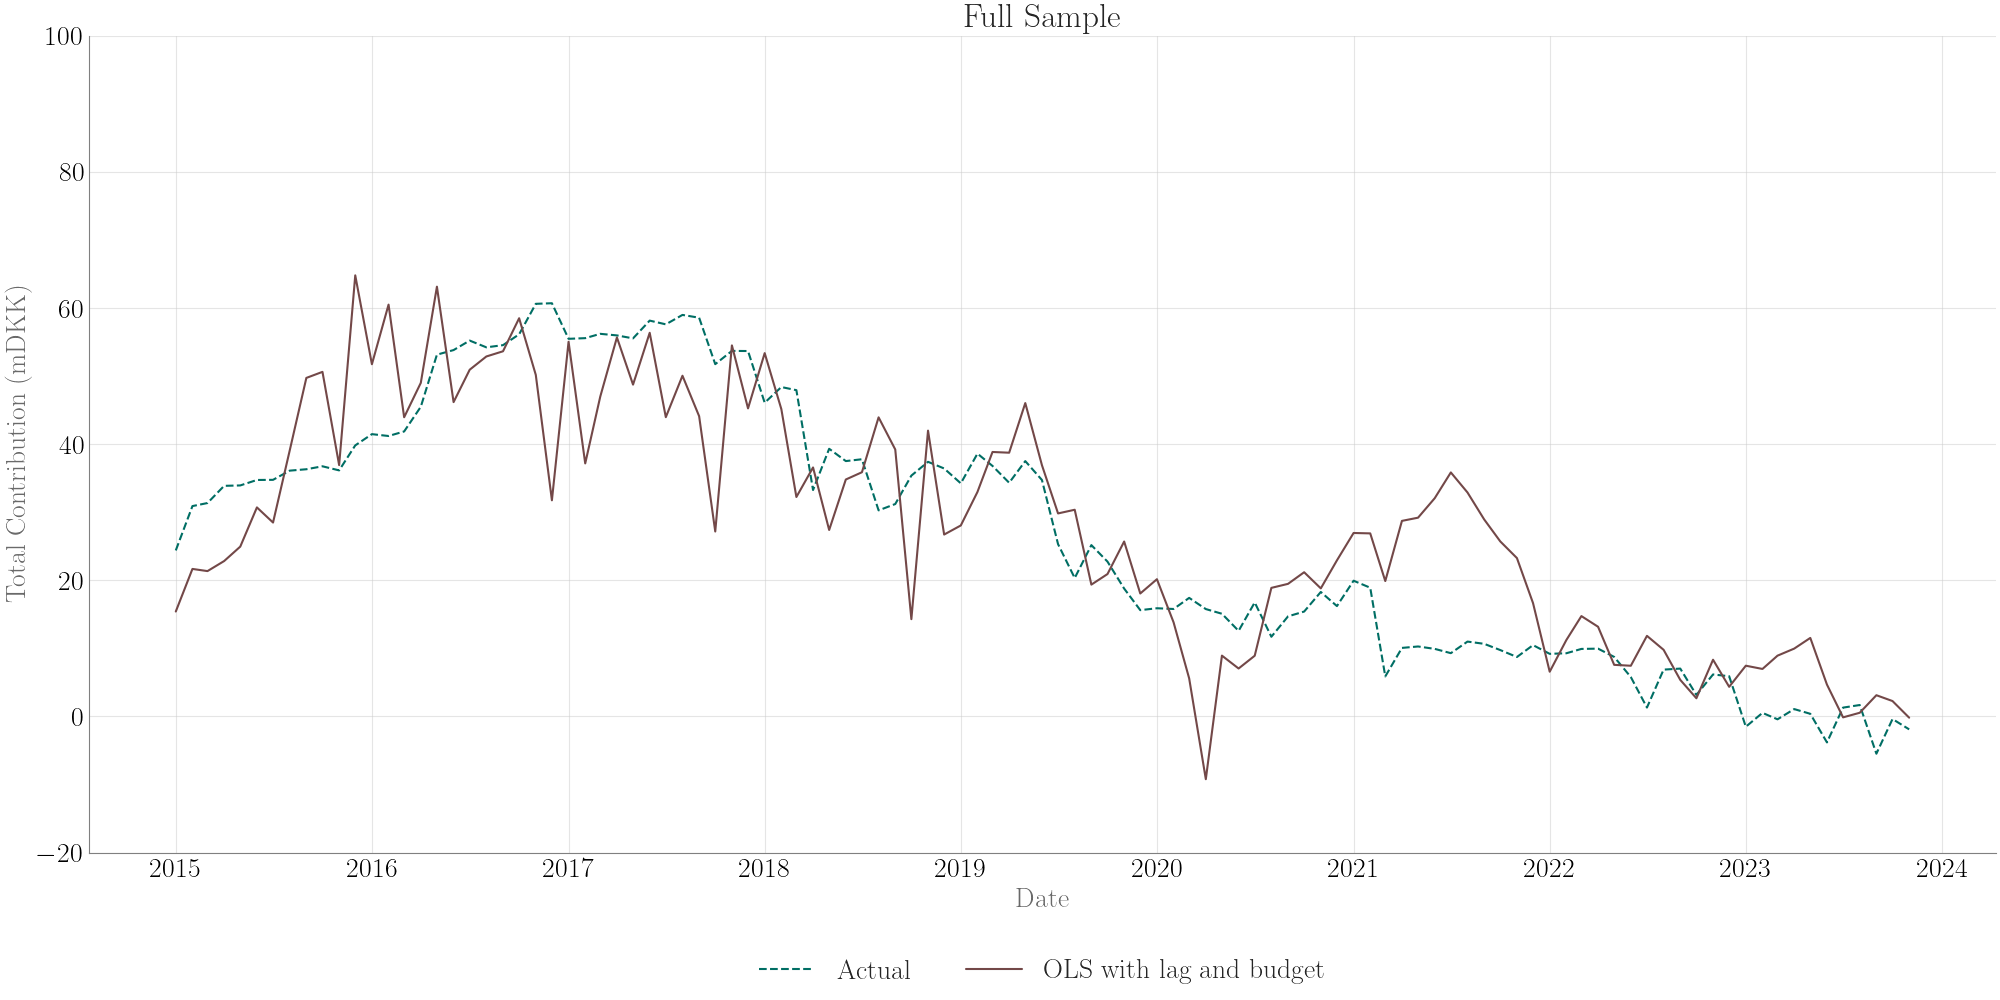 Full Sample
100
80
60
40
20
0
−20
Total Contribution (mDKK)
2015 2016 2017 2018 2019 2020 2021 2022 2023 2024
Date
Actual OLS with lag and budget